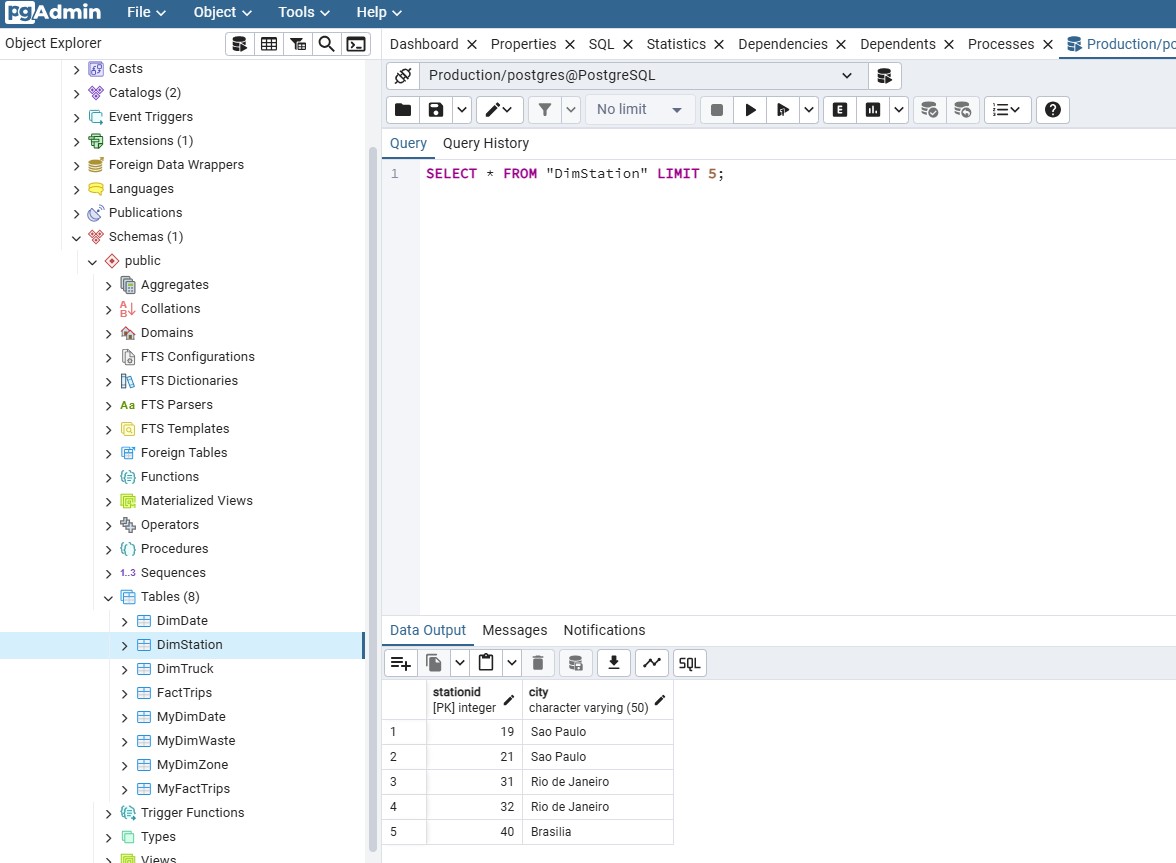 pgAdmin File Object Tools Help
Object Explorer
Dashboard Properties SQL Statistics Dependencies Dependents Processes Production/po
Production/postgres@PostgreSQL
No limit
E
Query Query History
1 SELECT * FROM "DimStation" LIMIT 5;
Casts
Catalogs (2)
Event Triggers
Extensions (1)
Foreign Data Wrappers
Languages
Publications
Schemas (1)
public
Aggregates
Collations
Domains
FTS Configurations
FTS Dictionaries
Aa FTS Parsers
FTS Templates
Foreign Tables
Functions
Materialized Views
Operators
Procedures
1..3 Sequences
Tables (8)
DimDate
DimStation
DimTruck
FactTrips
MyDimDate
MyDimWaste
MyDimZone
MyFactTrips
Trigger Functions
Types
Views
Data Output Messages Notifications
SQL
stationid city
[PK] integer character varying (50)
1 19 Sao Paulo
2 21 Sao Paulo
3 31 Rio de Janeiro
4 32 Rio de Janeiro
5 40 Brasilia